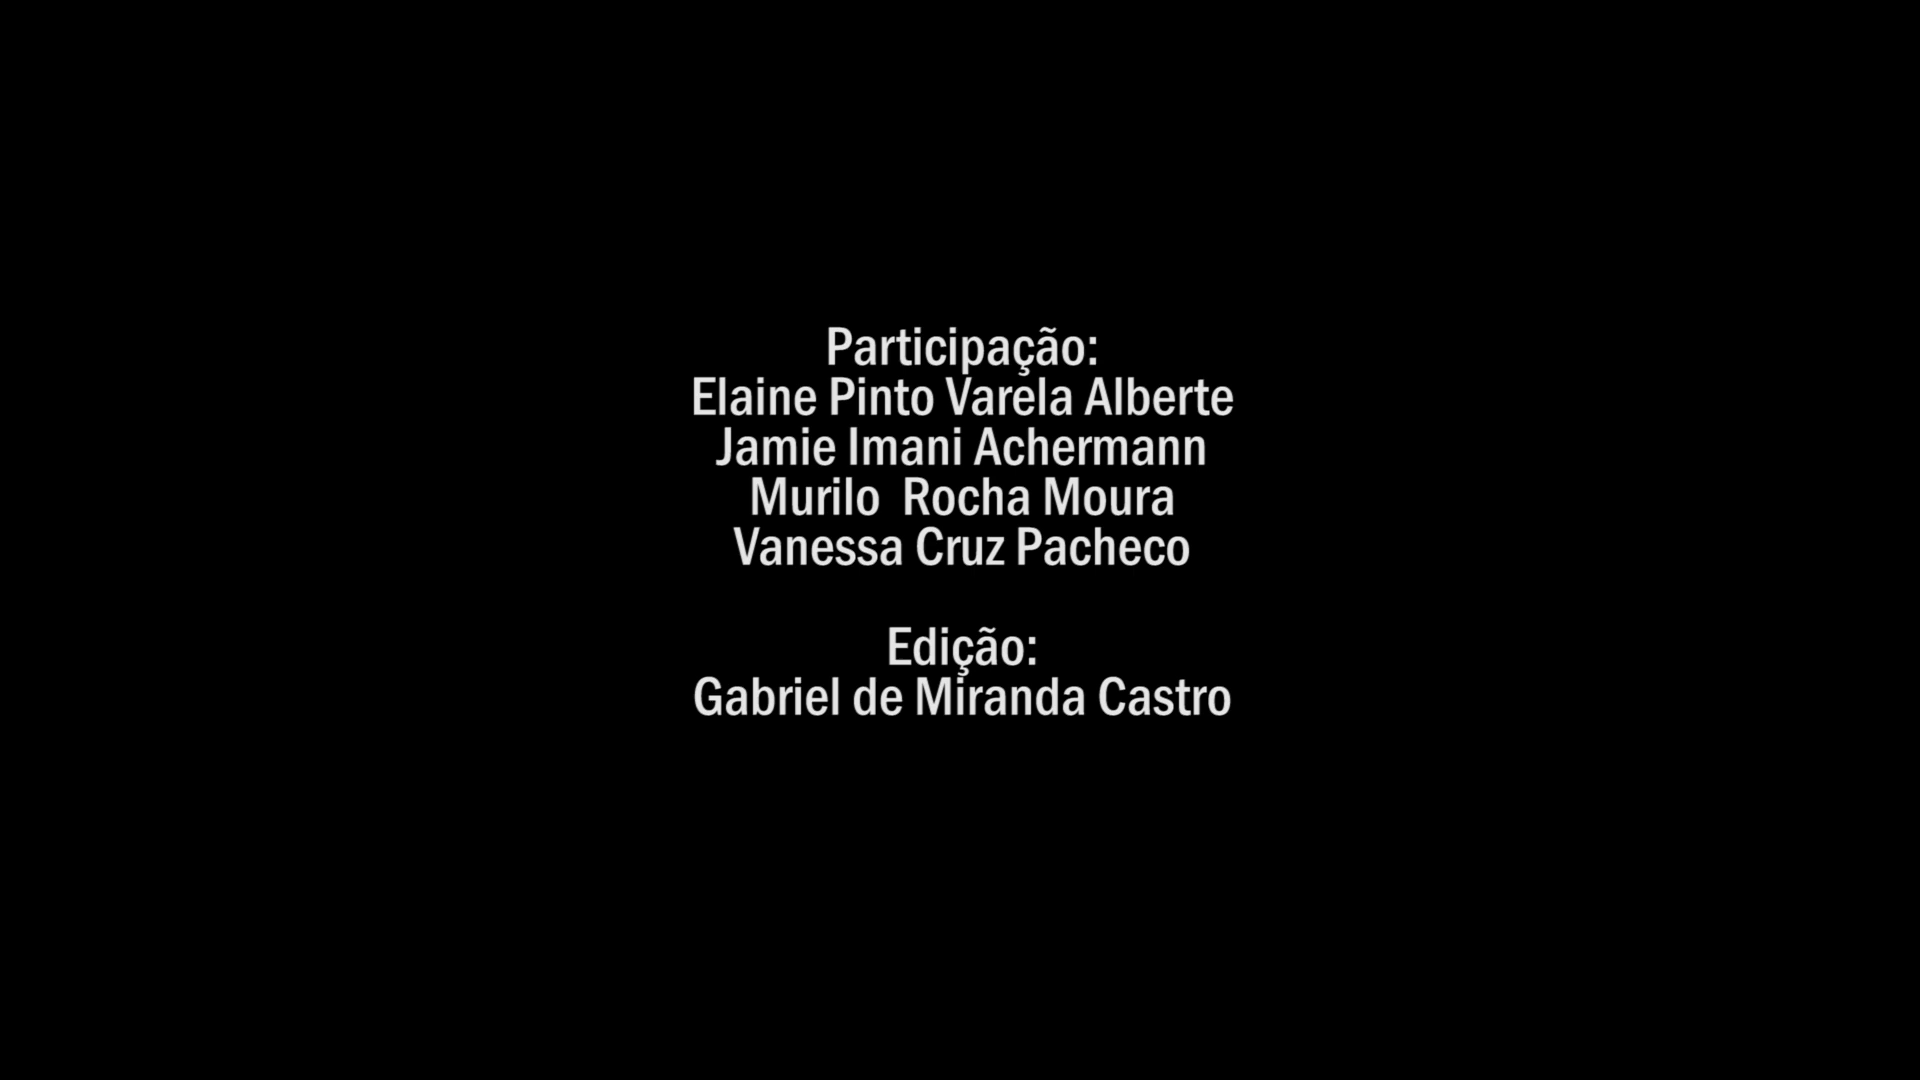 Participação:
Elaine Pinto Varela Alberte
Jamie Imani Achermann
Murilo  Rocha Moura
Vanessa Cruz Pacheco
Edição:
Gabriel de Miranda Castro